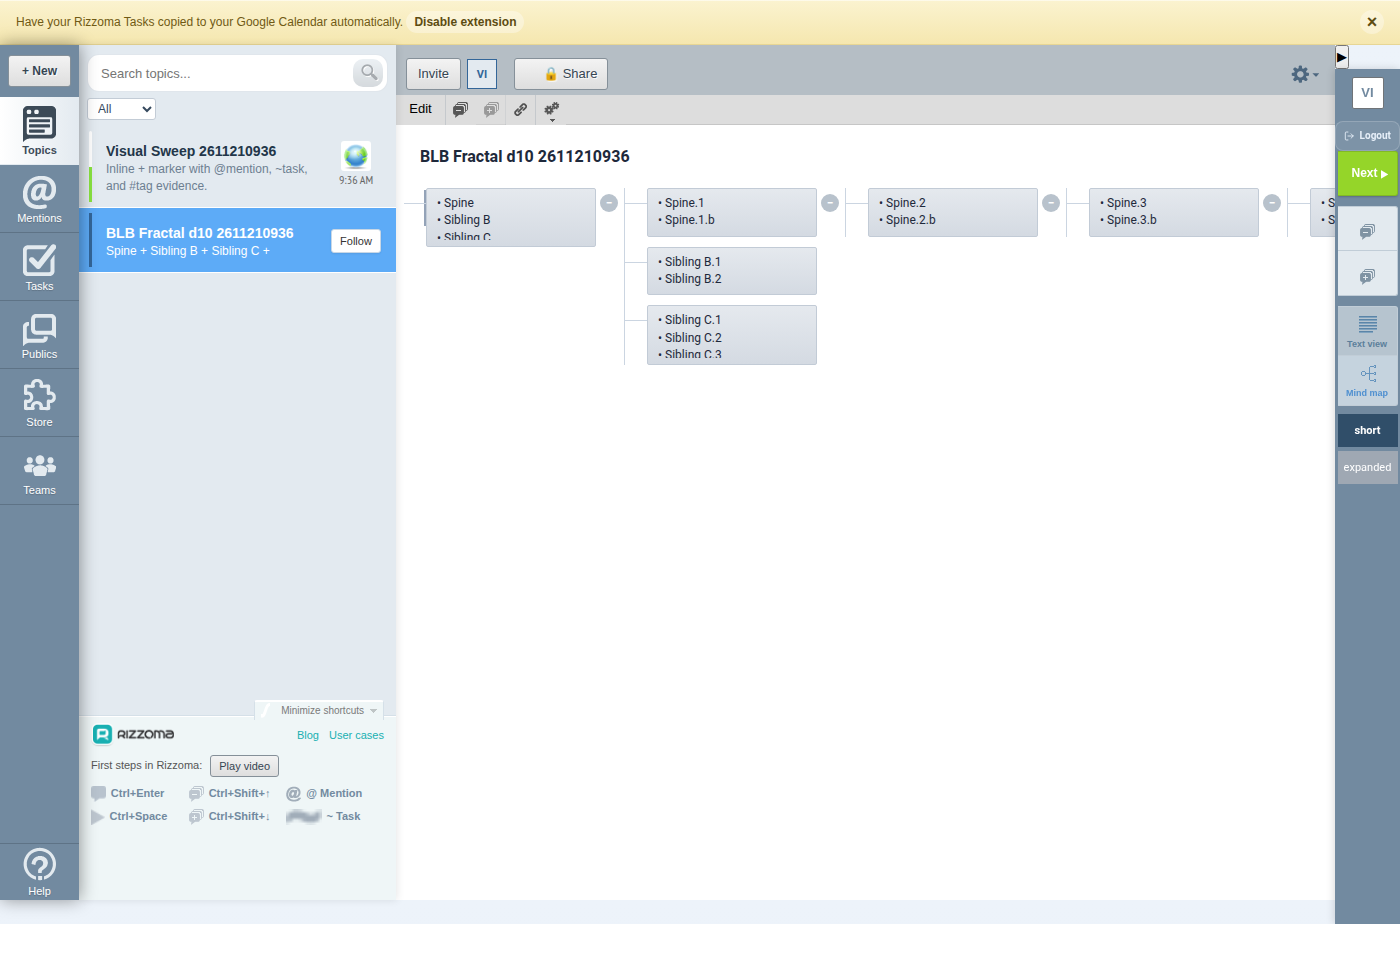 Have your Rizzoma Tasks copied to your Google Calendar automatically. Disable extension ×
+ New
Topics
Mentions
Tasks
Publics
Store
Teams
Help
Search topics...
All
Visual Sweep 2611210936
Inline + marker with @mention, ~task,
and #tag evidence.
9:36 AM
BLB Fractal d10 2611210936
Spine + Sibling B + Sibling C +
Follow
Minimize shortcuts
RIZZOMA
Blog User cases
First steps in Rizzoma: Play video
Ctrl+Enter Ctrl+Shift+↑ @ @ Mention
Ctrl+Space Ctrl+Shift+↓ ~ Task
Invite VI 🔒 Share
Edit
BLB Fractal d10 2611210936
• Spine
• Sibling B
• Sibling C
• Spine.1
• Spine.1.b
• Sibling B.1
• Sibling B.2
• Sibling C.1
• Sibling C.2
• Sibling C.3
• Spine.2
• Spine.2.b
• Spine.3
• Spine.3.b
• S
• S
VI
Logout
Next ▶
Text view
Mind map
short
expanded